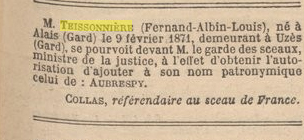 M. TEISSONNIÈRE (Fernand-Albin-Louis), né à
Alais (Gard) le 9 février 1871, demeurant à Uzès
(Gard), se pourvoit devant M. le garde des sceaux,
ministre de la justice, à l'effet d'obtenir l'auto-
risation d'ajouter à son nom patronymique
celui de : AUBRESPY.
COLLAS, référendaire au sceau de France.